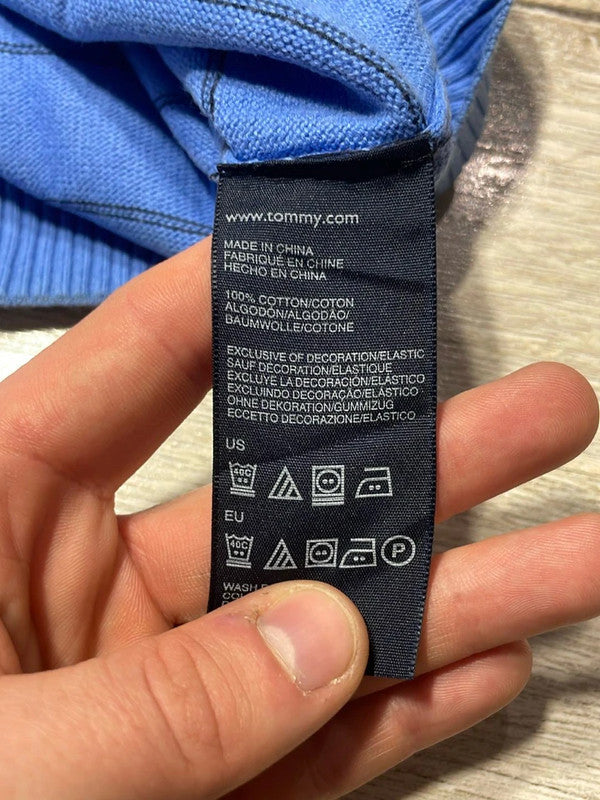 www.tommy.com
MADE IN CHINA
FABRIQUÉ EN CHINE
HECHO EN CHINA
100% COTTON/COTON
ALGODÓN/ALGODÃO/
BAUMWOLLE/COTONE
EXCLUSIVE OF DECORATION/ELASTIC
SAUF DÉCORATION/ÉLASTIQUE
EXCLUYE LA DECORACIÓN/ELÁSTICO
EXCLUINDO DECORAÇÃO/ELÁSTICO
OHNE DEKORATION/GUMMIZUG
ECCETTO DECORAZIONE/ELASTICO
US
40C
EU
40C P
WASH